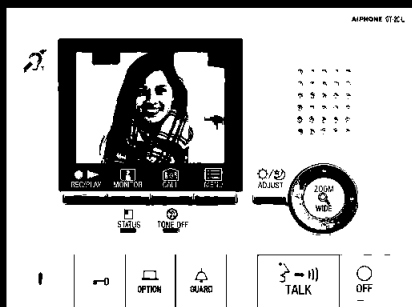 AIPHONE GT-2C-L
REC/PLAY MONITOR CALL MENU
ADJUST
ZOOM
WIDE
STATUS TONE OFF
OPTION
GUARD
TALK
OFF